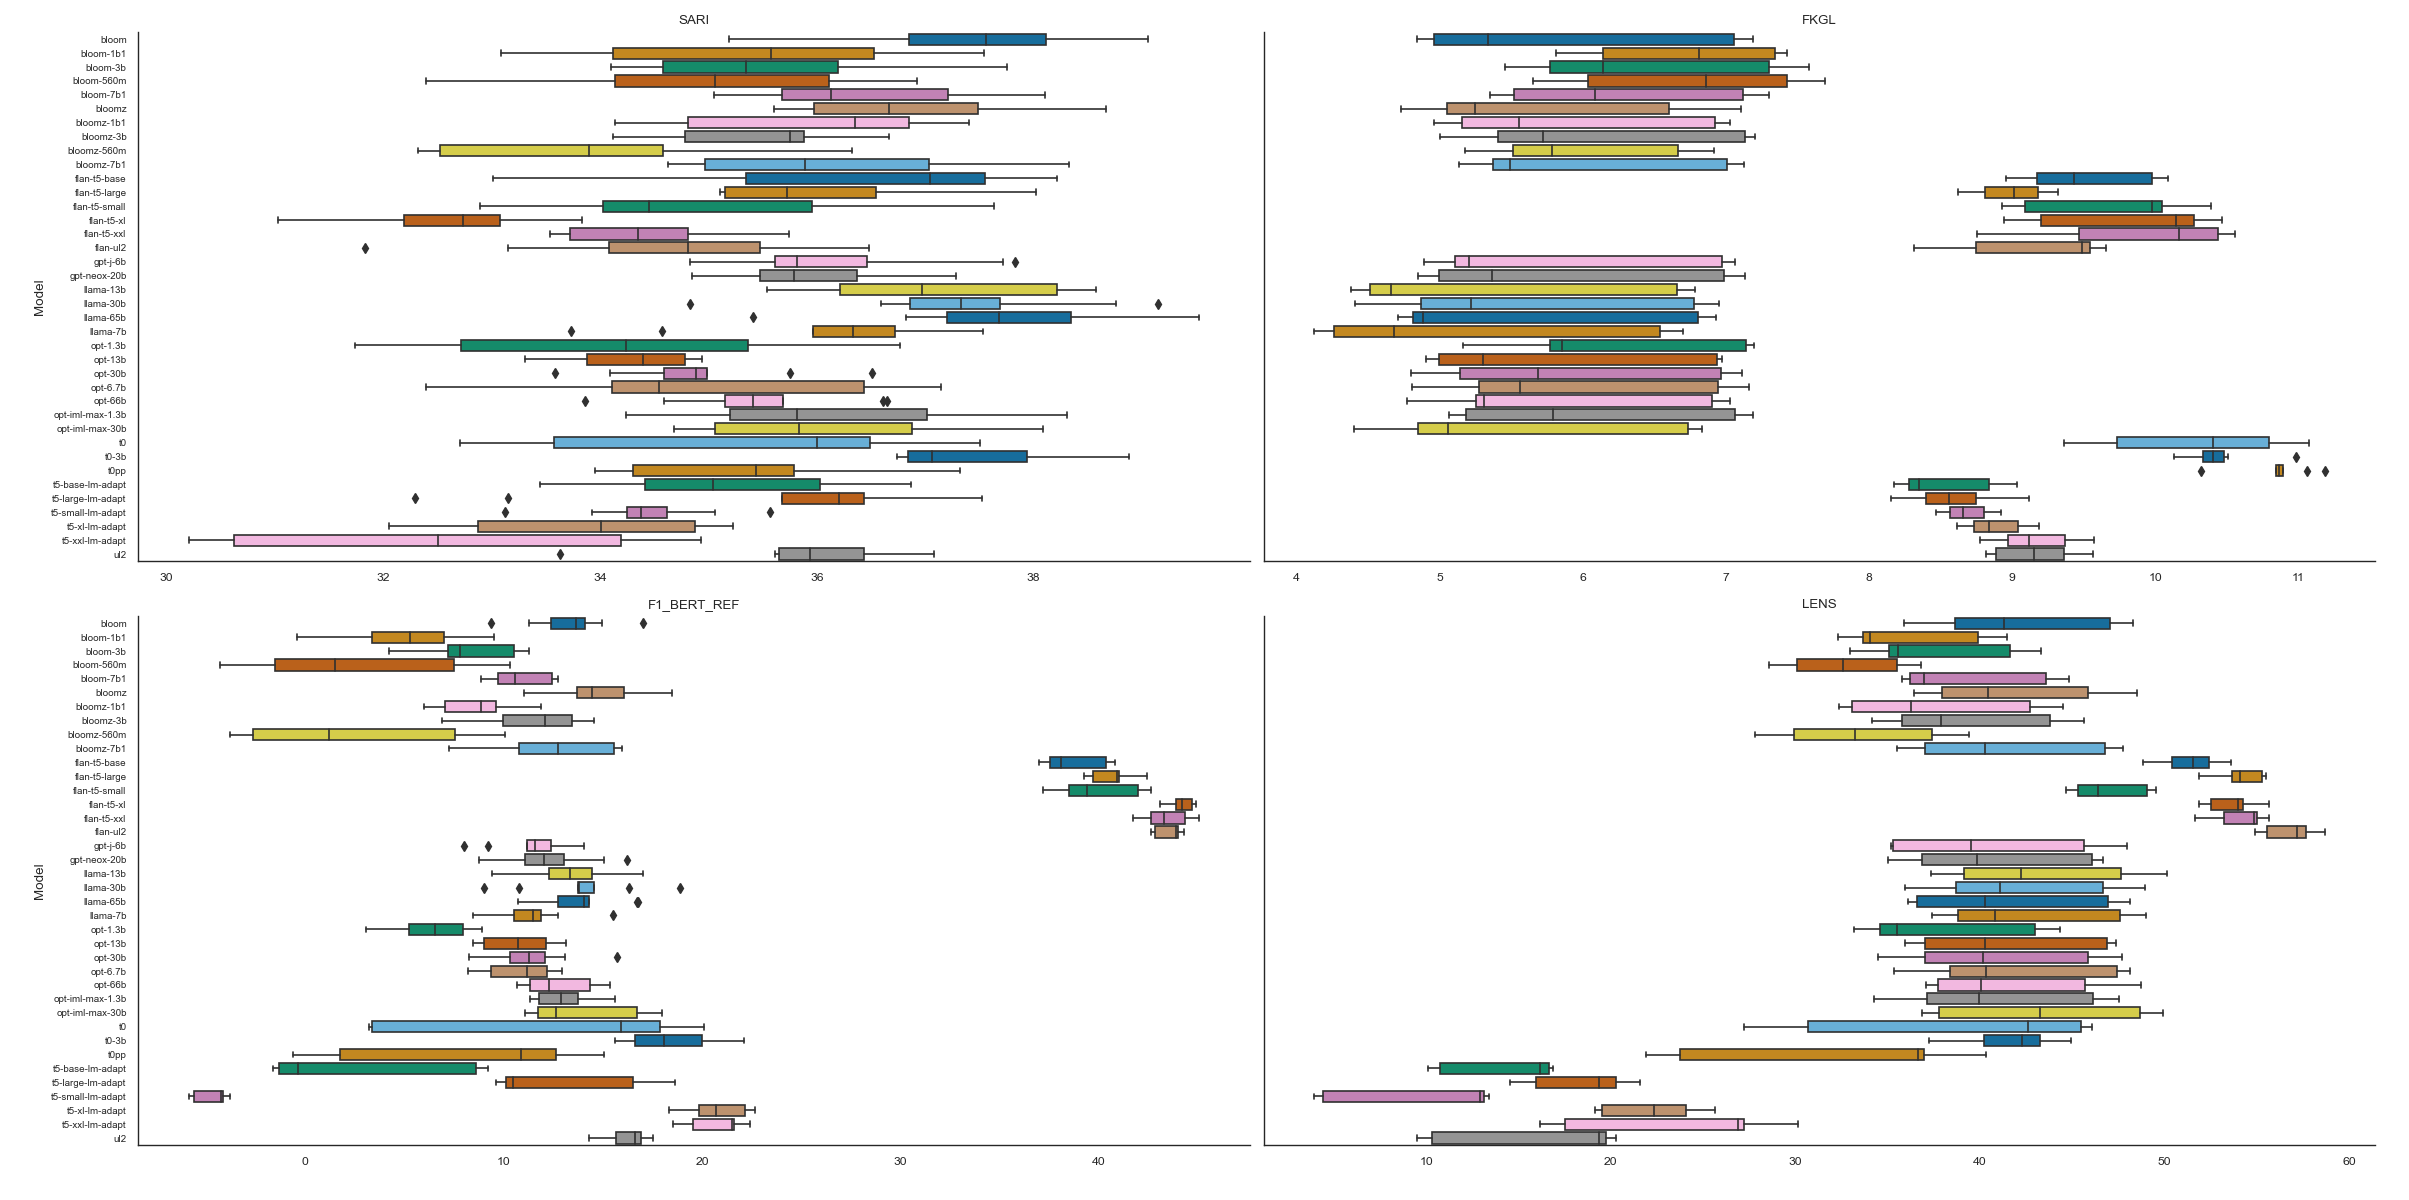 SARI
FKGL
bloom
bloom-1b1
bloom-3b
bloom-560m
bloom-7b1
bloomz
bloomz-1b1
bloomz-3b
bloomz-560m
bloomz-7b1
flan-t5-base
flan-t5-large
flan-t5-small
flan-t5-xl
flan-t5-xxl
flan-ul2
gpt-j-6b
gpt-neox-20b
llama-13b
llama-30b
llama-65b
llama-7b
opt-1.3b
opt-13b
opt-30b
opt-6.7b
opt-66b
opt-iml-max-1.3b
opt-iml-max-30b
t0
t0-3b
t0pp
t5-base-lm-adapt
t5-large-lm-adapt
t5-small-lm-adapt
t5-xl-lm-adapt
t5-xxl-lm-adapt
ul2
Model
30 32 34 36 38
4 5 6 7 8 9 10 11
F1_BERT_REF
LENS
bloom
bloom-1b1
bloom-3b
bloom-560m
bloom-7b1
bloomz
bloomz-1b1
bloomz-3b
bloomz-560m
bloomz-7b1
flan-t5-base
flan-t5-large
flan-t5-small
flan-t5-xl
flan-t5-xxl
flan-ul2
gpt-j-6b
gpt-neox-20b
llama-13b
llama-30b
llama-65b
llama-7b
opt-1.3b
opt-13b
opt-30b
opt-6.7b
opt-66b
opt-iml-max-1.3b
opt-iml-max-30b
t0
t0-3b
t0pp
t5-base-lm-adapt
t5-large-lm-adapt
t5-small-lm-adapt
t5-xl-lm-adapt
t5-xxl-lm-adapt
ul2
Model
0 10 20 30 40
10 20 30 40 50 60